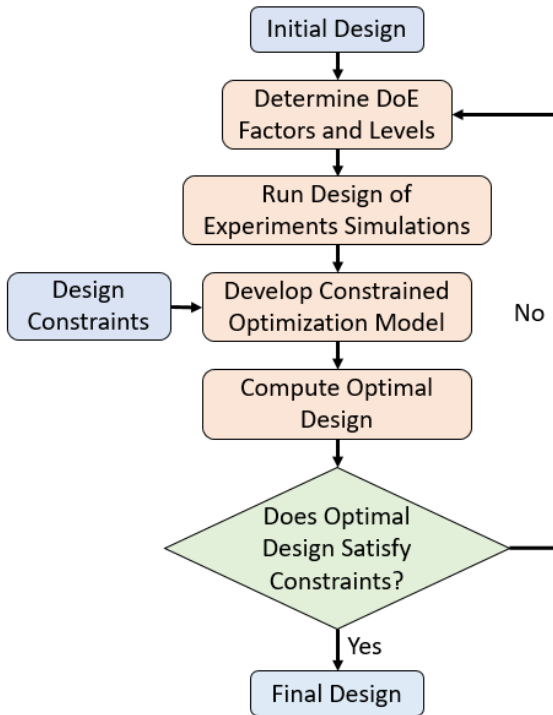 Initial Design
Determine DoE
Factors and Levels
Run Design of
Experiments Simulations
Design
Constraints
Develop Constrained
Optimization Model
No
Compute Optimal
Design
Does Optimal
Design Satisfy
Constraints?
Yes
Final Design